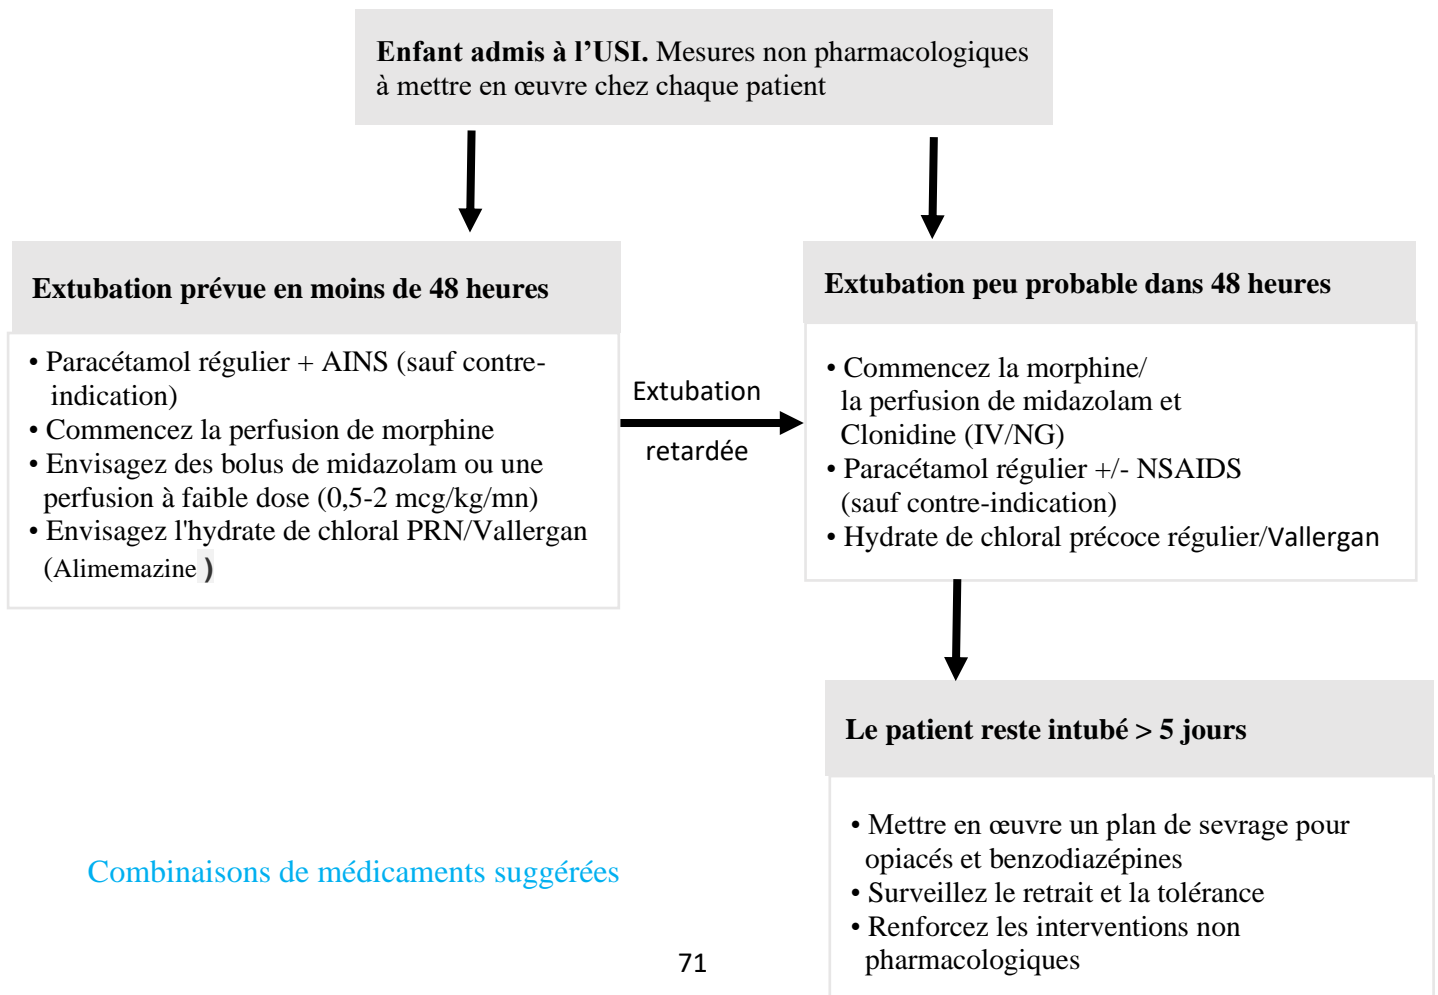 Enfant admis à l’USI. Mesures non pharmacologiques
à mettre en œuvre chez chaque patient
Extubation prévue en moins de 48 heures
• Paracétamol régulier + AINS (sauf contre-
indication)
• Commencez la perfusion de morphine
• Envisagez des bolus de midazolam ou une
perfusion à faible dose (0,5-2 mcg/kg/mn)
• Envisagez l'hydrate de chloral PRN/Vallergan
(Alimemazine )
Extubation
retardée
Extubation peu probable dans 48 heures
• Commencez la morphine/
la perfusion de midazolam et
Clonidine (IV/NG)
• Paracétamol régulier +/- NSAIDS
(sauf contre-indication)
• Hydrate de chloral précoce régulier/Vallergan
Le patient reste intubé > 5 jours
• Mettre en œuvre un plan de sevrage pour
opiacés et benzodiazépines
• Surveillez le retrait et la tolérance
• Renforcez les interventions non
pharmacologiques
Combinaisons de médicaments suggérées
71